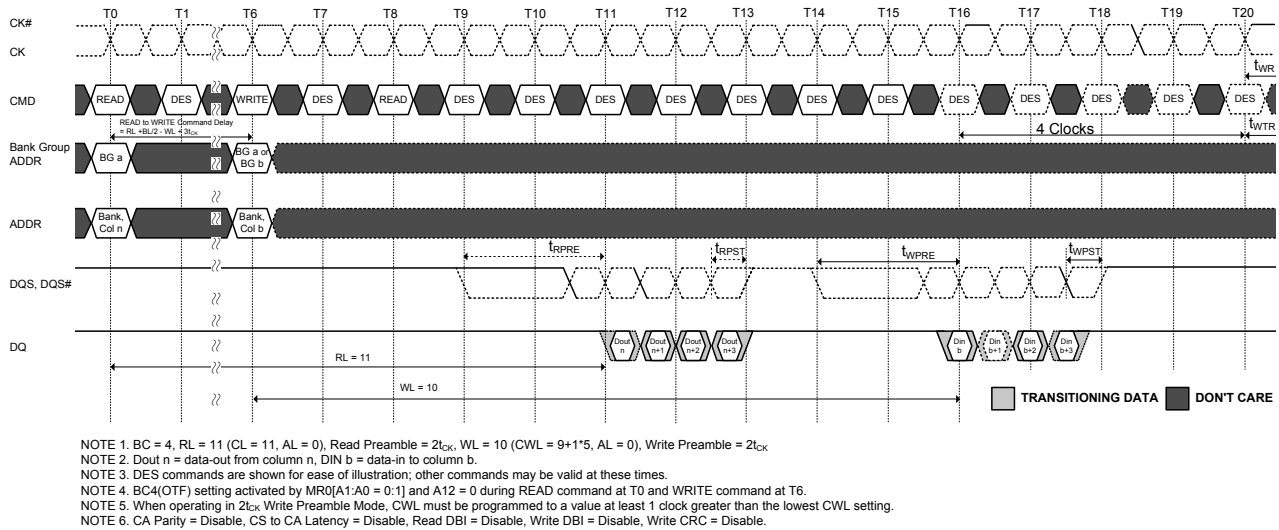 T0 T1 T6 T7 T8 T9 T10 T11 T12 T13 T14 T15 T16 T17 T18 T19 T20
CK#
CK
tWR
CMD READ DES WRITE DES READ DES DES DES DES DES DES DES DES DES DES DES DES
READ to WRITE Command Delay
= RL +BL/2 - WL + 3tCK
4 Clocks
tWTR
Bank Group
ADDR
BG a
BG a or
BG b
ADDR
Bank,
Col n
Bank,
Col b
tRPRE tRPST tWPRE tWPST
DQS, DQS#
DQ
Dout
n
Dout
n+1
Dout
n+2
Dout
n+3
Din
b
Din
b+1
Din
b+2
Din
b+3
RL = 11
WL = 10
TRANSITIONING DATA DON'T CARE
NOTE 1. BC = 4, RL = 11 (CL = 11, AL = 0), Read Preamble = 2tCK, WL = 10 (CWL = 9+1*5, AL = 0), Write Preamble = 2tCK
NOTE 2. Dout n = data-out from column n, DIN b = data-in to column b.
NOTE 3. DES commands are shown for ease of illustration; other commands may be valid at these times.
NOTE 4. BC4(OTF) setting activated by MR0[A1:A0 = 0:1] and A12 = 0 during READ command at T0 and WRITE command at T6.
NOTE 5. When operating in 2tCK Write Preamble Mode, CWL must be programmed to a value at least 1 clock greater than the lowest CWL setting.
NOTE 6. CA Parity = Disable, CS to CA Latency = Disable, Read DBI = Disable, Write DBI = Disable, Write CRC = Disable.